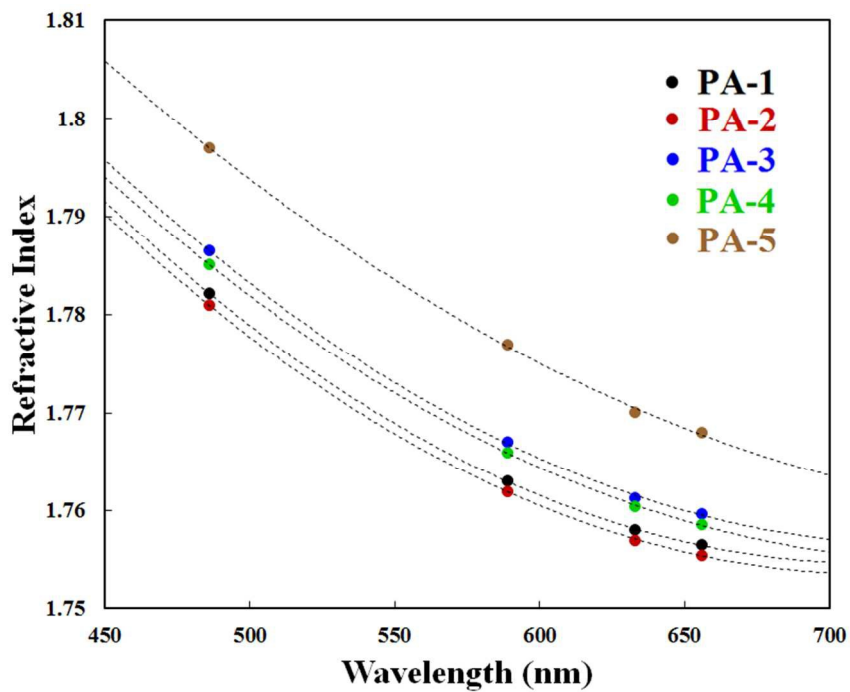 1.81
1.8
1.79
1.78
1.77
1.76
1.75
Refractive Index
PA-1
PA-2
PA-3
PA-4
PA-5
450 500 550 600 650 700
Wavelength (nm)